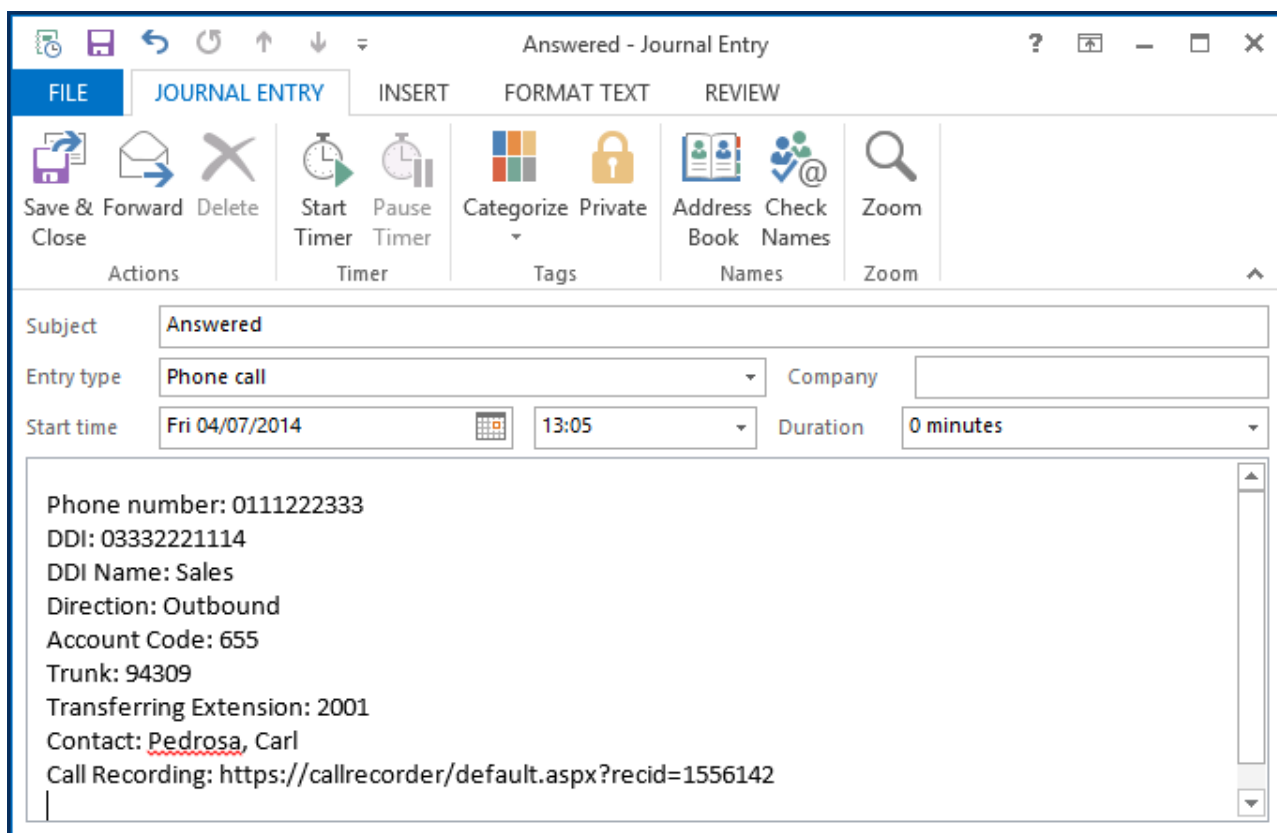 Answered - Journal Entry
?
FILE JOURNAL ENTRY INSERT FORMAT TEXT REVIEW
Save & Close Forward Delete Start Timer Pause Timer Categorize Private Address Book Check Names Zoom
Actions Timer Tags Names Zoom
Subject Answered
Entry type Phone call Company
Start time Fri 04/07/2014 13:05 Duration 0 minutes
Phone number: 0111222333
DDI: 03332221114
DDI Name: Sales
Direction: Outbound
Account Code: 655
Trunk: 94309
Transferring Extension: 2001
Contact: Pedrosa, Carl
Call Recording: https://callrecorder/default.aspx?recid=1556142